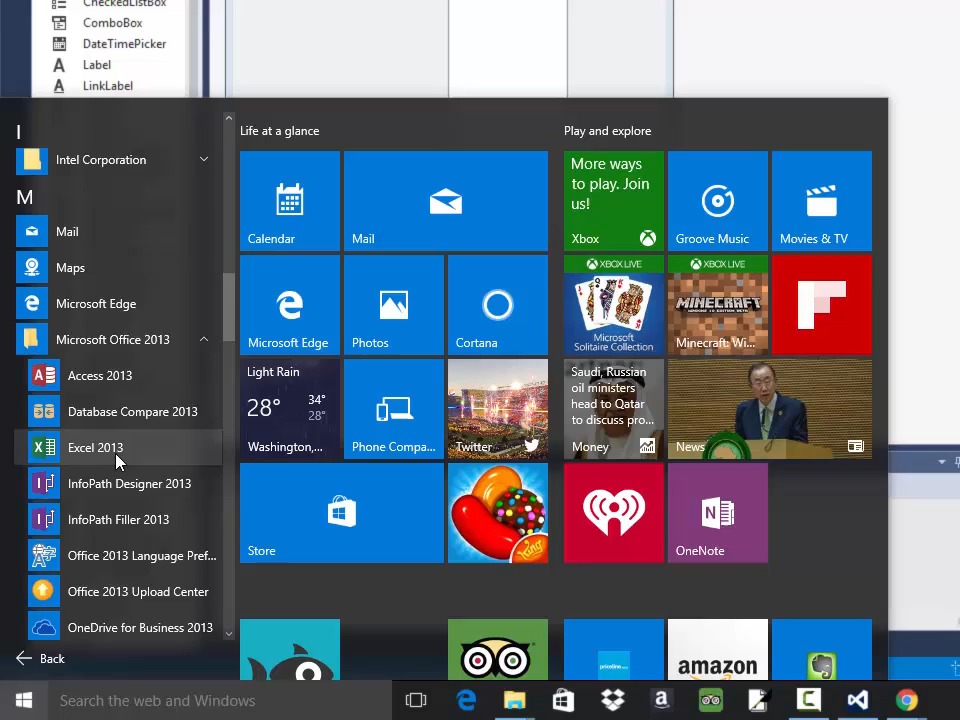 CheckedListBox
ComboBox
DateTimePicker
Label
LinkLabel
I
Intel Corporation
M
Mail
Maps
Microsoft Edge
Microsoft Office 2013
Access 2013
Database Compare 2013
Excel 2013
InfoPath Designer 2013
InfoPath Filler 2013
Office 2013 Language Pref...
Office 2013 Upload Center
OneDrive for Business 2013
Back
Life at a glance
Calendar
Mail
Microsoft Edge
Photos
Cortana
Light Rain
28°
34°
28°
Washington,...
Phone Compa...
Twitter
Store
King
Play and explore
More ways
to play. Join
us!
Xbox
Groove Music
Movies & TV
XBOX LIVE
Microsoft
Solitaire Collection
XBOX LIVE
MINECRAFT
Minecraft: Wi...
Saudi, Russian
oil ministers
head to Qatar
to discuss pro...
Money
News
N
OneNote
priceline
amazon
Search the web and Windows